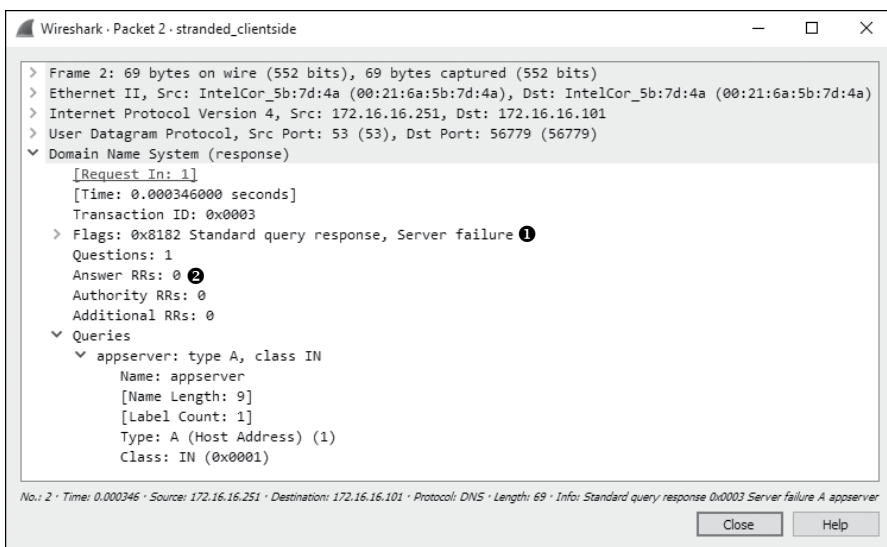 Wireshark · Packet 2 · stranded_clientside
> Frame 2: 69 bytes on wire (552 bits), 69 bytes captured (552 bits)
> Ethernet II, Src: IntelCor_5b:7d:4a (00:21:6a:5b:7d:4a), Dst: IntelCor_5b:7d:4a (00:21:6a:5b:7d:4a)
> Internet Protocol Version 4, Src: 172.16.16.251, Dst: 172.16.16.101
> User Datagram Protocol, Src Port: 53 (53), Dst Port: 56779 (56779)
Domain Name System (response)
[Request In: 1]
[Time: 0.000346000 seconds]
Transaction ID: 0x0003
> Flags: 0x8182 Standard query response, Server failure ❶
Questions: 1
Answer RRs: 0 ❷
Authority RRs: 0
Additional RRs: 0
Queries
appserver: type A, class IN
Name: appserver
[Name Length: 9]
[Label Count: 1]
Type: A (Host Address) (1)
Class: IN (0x0001)
No.: 2 · Time: 0.000346 · Source: 172.16.16.251 · Destination: 172.16.16.101 · Protocol: DNS · Length: 69 · Info: Standard query response 0x0003 Server failure A appserver
Close Help